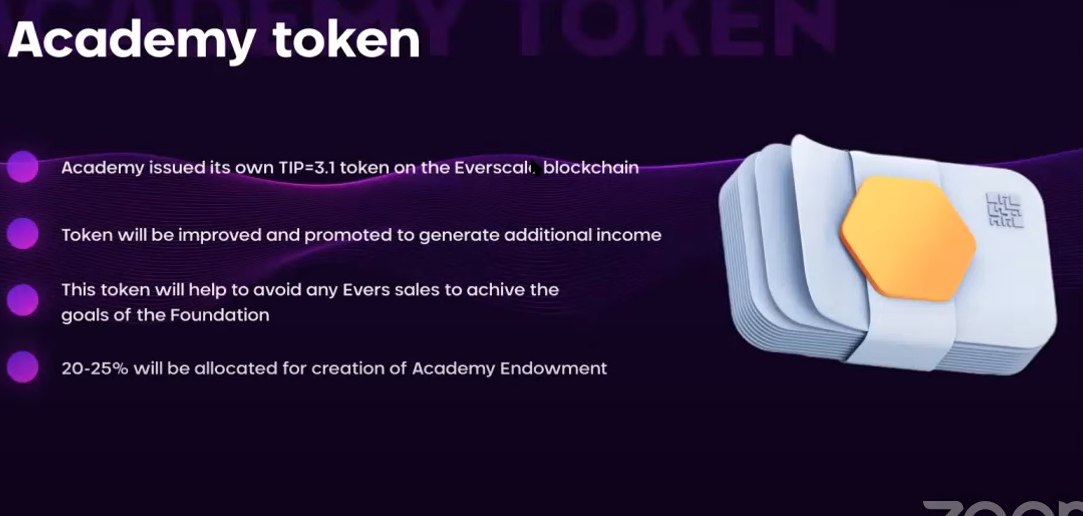 Academy token
Academy issued its own TIP=3.1 token on the Everscale blockchain
Token will be improved and promoted to generate additional income
This token will help to avoid any Evers sales to achive the
goals of the Foundation
20-25% will be allocated for creation of Academy Endowment
zoom